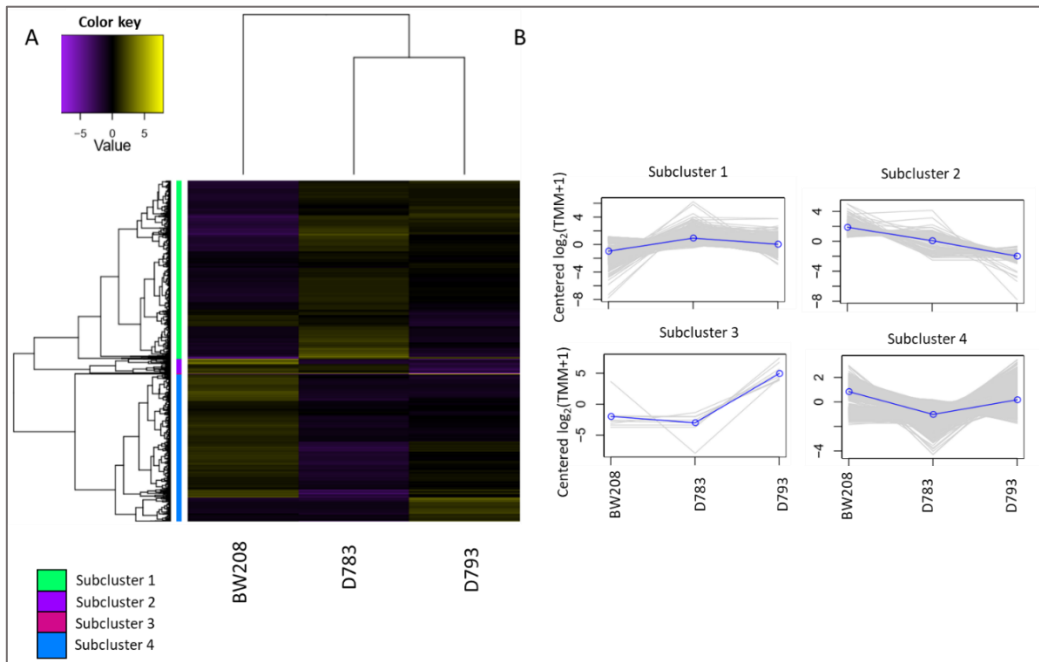 A
Color key
−5 0 5
Value
BW208
D783
D793
Subcluster 1
Subcluster 2
Subcluster 3
Subcluster 4
B
Subcluster 1
Centered log₂(TMM+1)
6
4
2
0
−4
−8
Subcluster 2
4
2
0
−4
−8
Subcluster 3
Centered log₂(TMM+1)
5
0
−5
BW208
D783
D793
Subcluster 4
2
0
−4
BW208
D783
D793